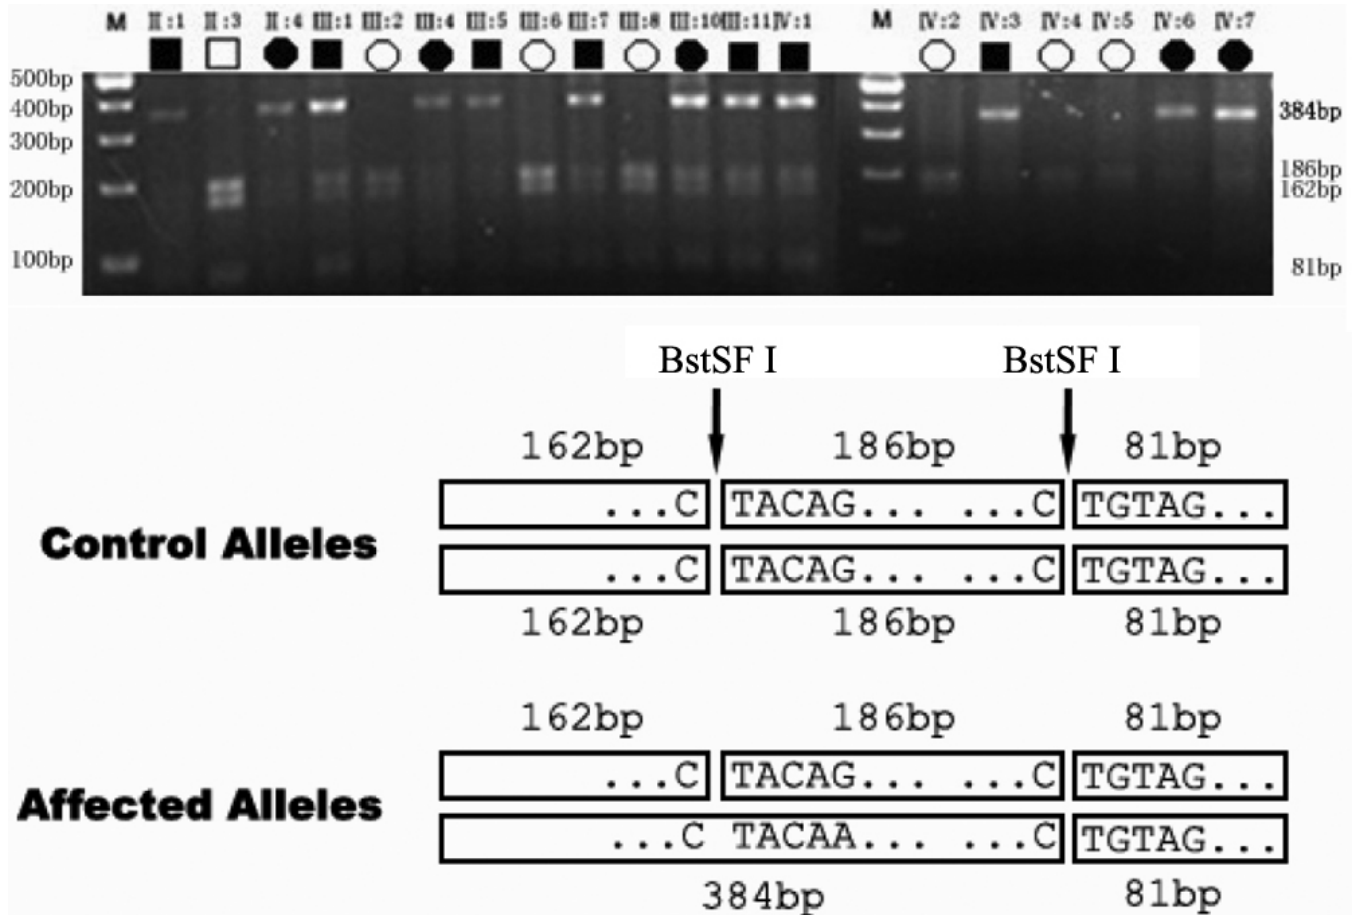 M II:1 II:3 II:4 III:1 III:2 III:4 III:5 III:6 III:7 III:8 III:10 III:11 IV:1 M IV:2 IV:3 IV:4 IV:5 IV:6 IV:7
500bp
400bp 384bp
300bp
186bp
200bp 162bp
100bp 81bp
BstSF I BstSF I
162bp 186bp 81bp
...C TACAG... ...C TGTAG...
Control Alleles
...C TACAG... ...C TGTAG...
162bp 186bp 81bp
162bp 186bp 81bp
...C TACAG... ...C TGTAG...
Affected Alleles
...C TACAA... ...C TGTAG...
384bp 81bp